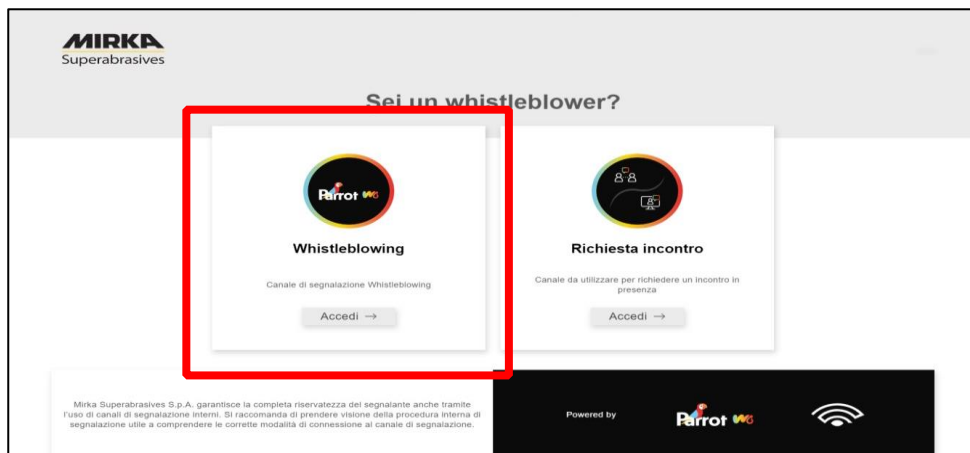 MIRKA
Superabrasives
Sei un whistleblower?
Parrot WB
Whistleblowing
Canale di segnalazione Whistleblowing
Accedi →
Richiesta incontro
Canale da utilizzare per richiedere un incontro in
presenza
Accedi →
Mirka Superabrasives S.p.A. garantisce la completa riservatezza del segnalante anche tramite
l'uso di canali di segnalazione interni. Si raccomanda di prendere visione della procedura interna di
segnalazione utile a comprendere le corrette modalità di connessione al canale di segnalazione.
Powered by
Parrot WB